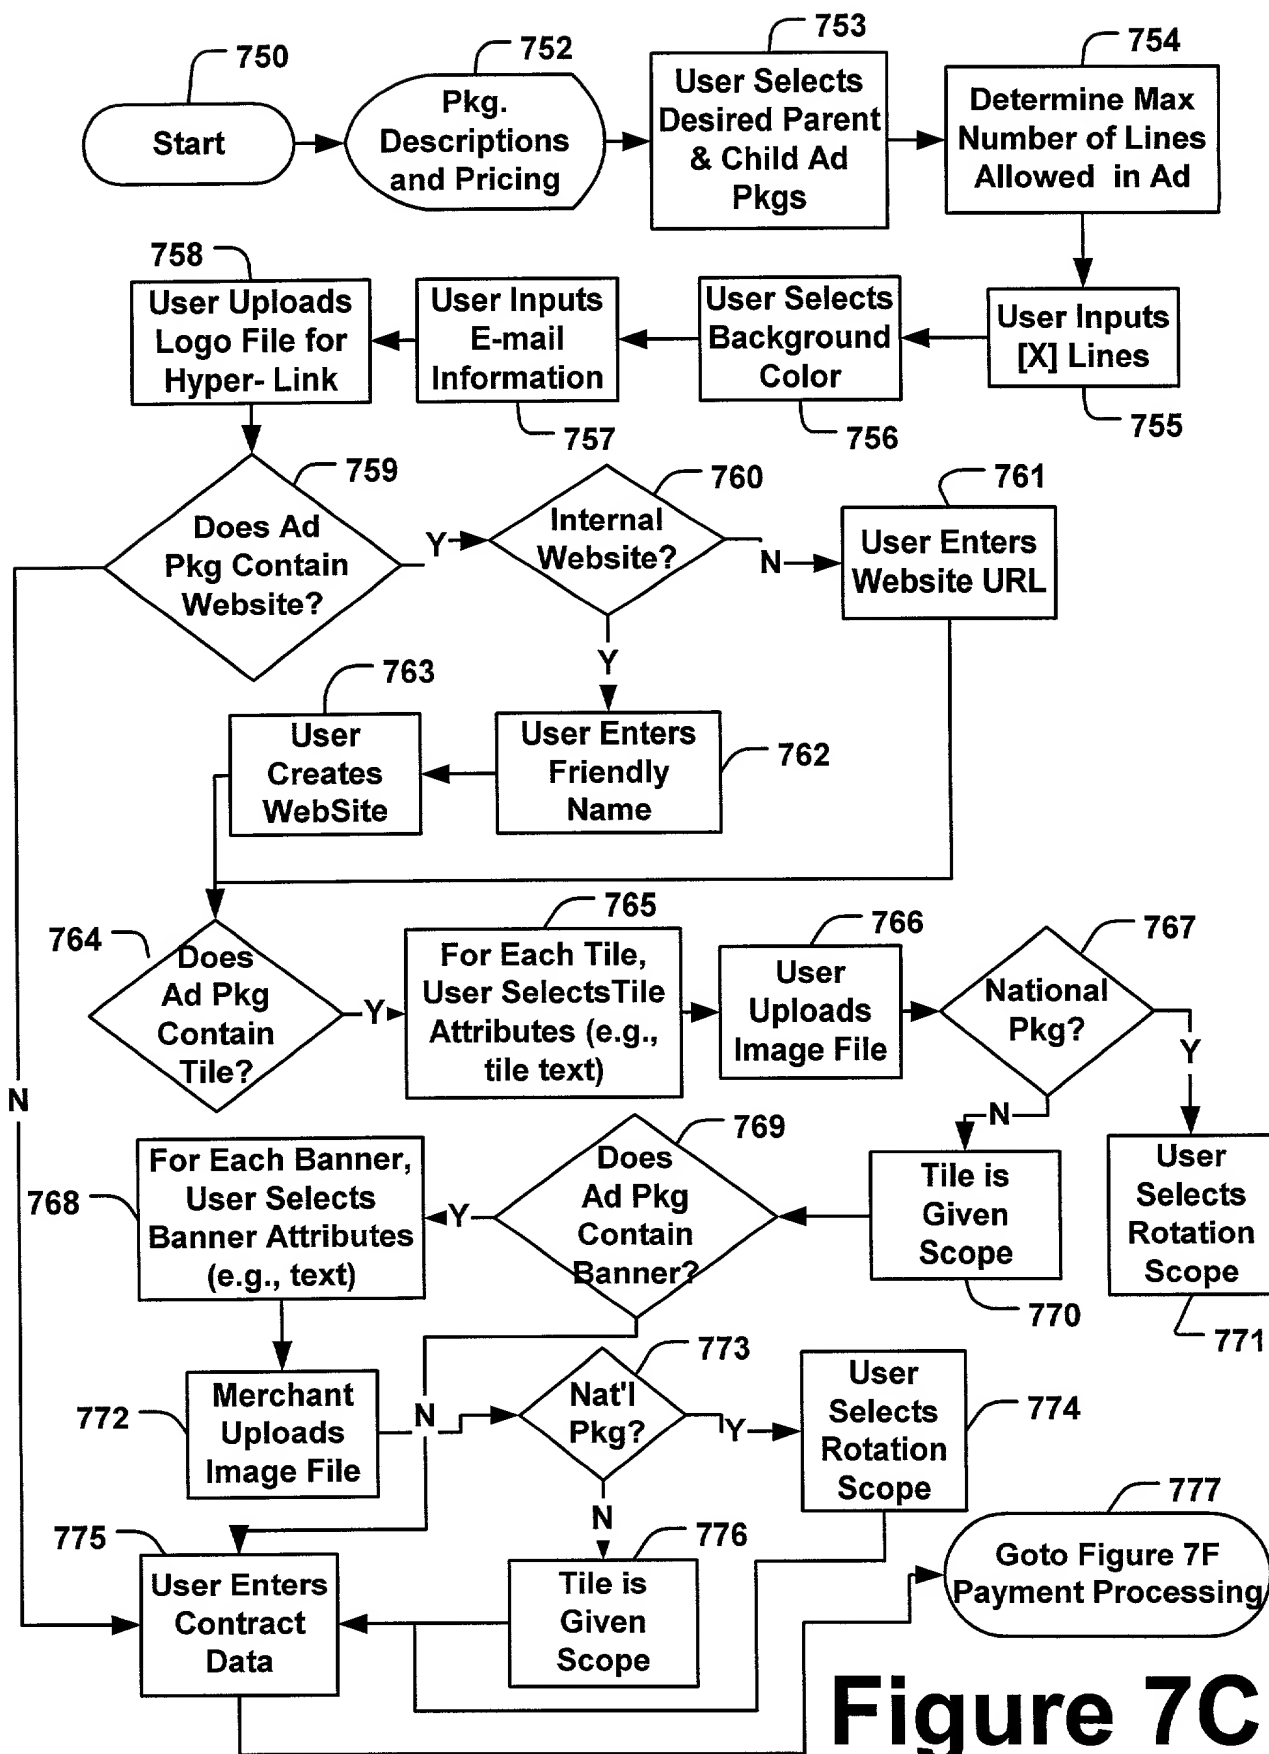 750
Start
752
Pkg.
Descriptions
and Pricing
753
User Selects
Desired Parent
& Child Ad
Pkgs
754
Determine Max
Number of Lines
Allowed in Ad
758
User Uploads
Logo File for
Hyper- Link
User Inputs
E-mail
Information
757
User Selects
Background
Color
756
User Inputs
[X] Lines
755
759
Does Ad
Pkg Contain
Website?
Y
760
Internal
Website?
N
761
User Enters
Website URL
Y
763
User
Creates
WebSite
User Enters
Friendly
Name
762
764
Does
Ad Pkg
Contain
Tile?
Y
765
For Each Tile,
User SelectsTile
Attributes (e.g.,
tile text)
766
User
Uploads
Image File
767
National
Pkg?
Y
N
N
768
For Each Banner,
User Selects
Banner Attributes
(e.g., text)
Y
769
Does
Ad Pkg
Contain
Banner?
Tile is
Given
Scope
770
User
Selects
Rotation
Scope
771
772
Merchant
Uploads
Image File
N
773
Nat'l
Pkg?
Y
User
Selects
Rotation
Scope
774
N
775
User Enters
Contract
Data
776
Tile is
Given
Scope
777
Goto Figure 7F
Payment Processing
Figure 7C